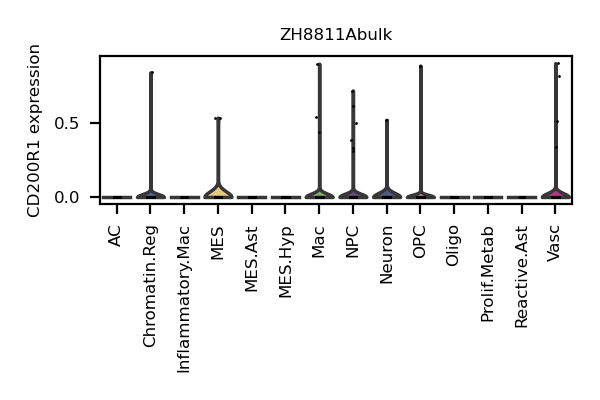 ZH8811Abulk
CD200R1 expression
0.5
0.0
AC
Chromatin.Reg
Inflammatory.Mac
MES
MES.Ast
MES.Hyp
Mac
NPC
Neuron
OPC
Oligo
Prolif.Metab
Reactive.Ast
Vasc